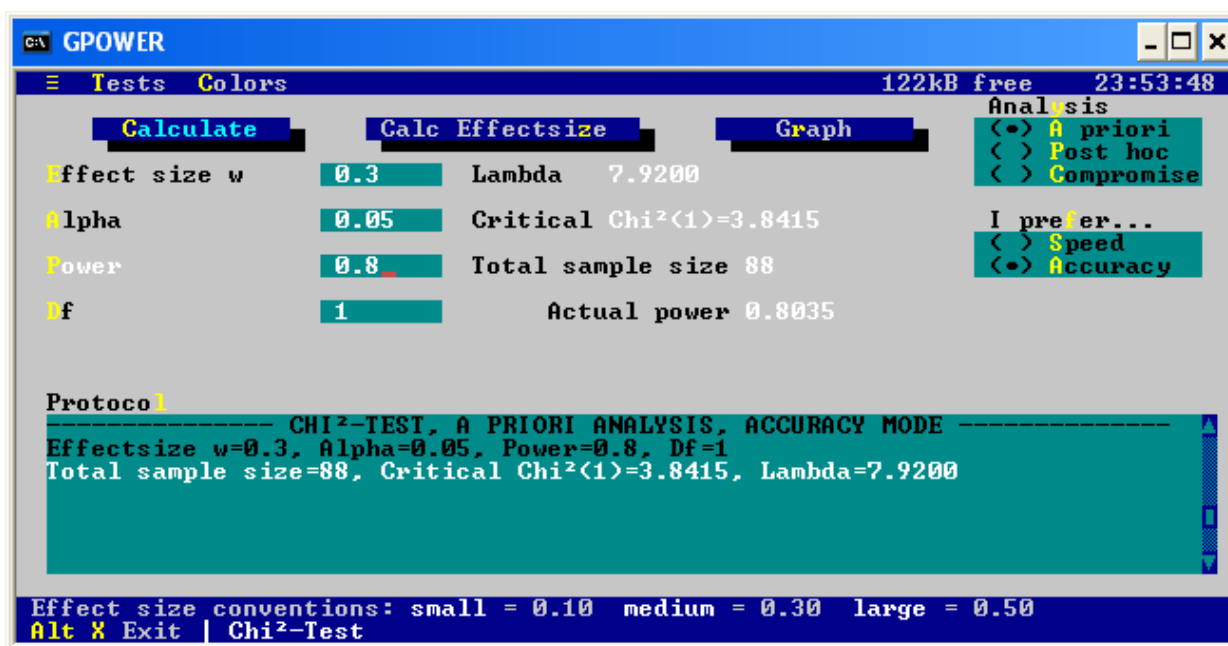 GPOWER
≡ Tests Colors 122kB free 23:53:48
Analysis
Calculate Calc Effectsize Graph (•) A priori
( ) Post hoc
Effect size w 0.3 Lambda 7.9200 ( ) Compromise
Alpha 0.05 Critical Chi²(1)=3.8415 I prefer...
( ) Speed
Power 0.8_ Total sample size 88 (•) Accuracy
Df 1 Actual power 0.8035
Protocol
--------------- CHI²-TEST, A PRIORI ANALYSIS, ACCURACY MODE --------------
Effectsize w=0.3, Alpha=0.05, Power=0.8, Df=1
Total sample size=88, Critical Chi²(1)=3.8415, Lambda=7.9200
Effect size conventions: small = 0.10 medium = 0.30 large = 0.50
Alt X Exit | Chi²-Test